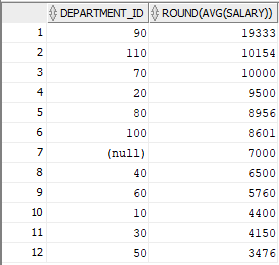 DEPARTMENT_ID ROUND(AVG(SALARY))
1 90 19333
2 110 10154
3 70 10000
4 20 9500
5 80 8956
6 100 8601
7 (null) 7000
8 40 6500
9 60 5760
10 10 4400
11 30 4150
12 50 3476